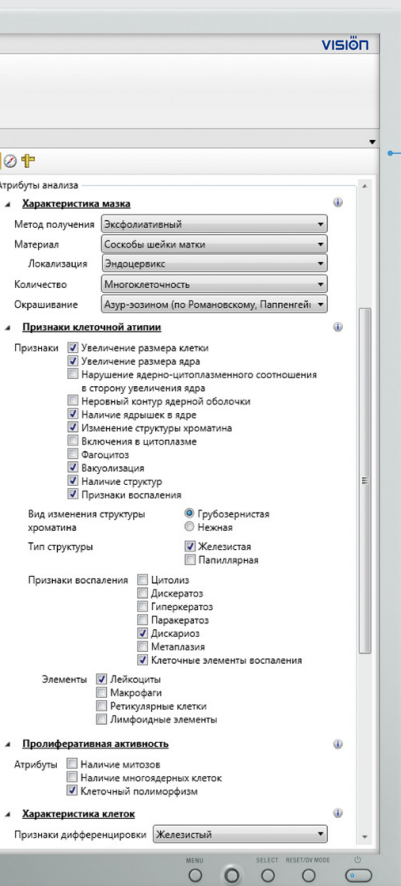 VISION
Атрибуты анализа
Характеристика мазка
Метод получения Эксфолиативный
Материал Соскобы шейки матки
Локализация Эндоцервикс
Количество Многоклеточность
Окрашивание Азур-эозином (по Романовскому, Паппенгей
Признаки клеточной атипии
Признаки Увеличение размера клетки
Увеличение размера ядра
Нарушение ядерно-цитоплазменного соотношения
в сторону увеличения ядра
Неровный контур ядерной оболочки
Наличие ядрышек в ядре
Изменение структуры хроматина
Включения в цитоплазме
Фагоцитоз
Вакуолизация
Наличие структур
Признаки воспаления
Вид изменения структуры Грубозернистая
хроматина Нежная
Тип структуры Железистая
Папиллярная
Признаки воспаления Цитолиз
Дискератоз
Гиперкератоз
Паракератоз
Дискариоз
Метаплазия
Клеточные элементы воспаления
Элементы Лейкоциты
Макрофаги
Ретикулярные клетки
Лимфоидные элементы
Пролиферативная активность
Атрибуты Наличие митозов
Наличие многоядерных клеток
Клеточный полиморфизм
Характеристика клеток
Признаки дифференцировки Железистый
MENU SELECT RESET/DV MODE